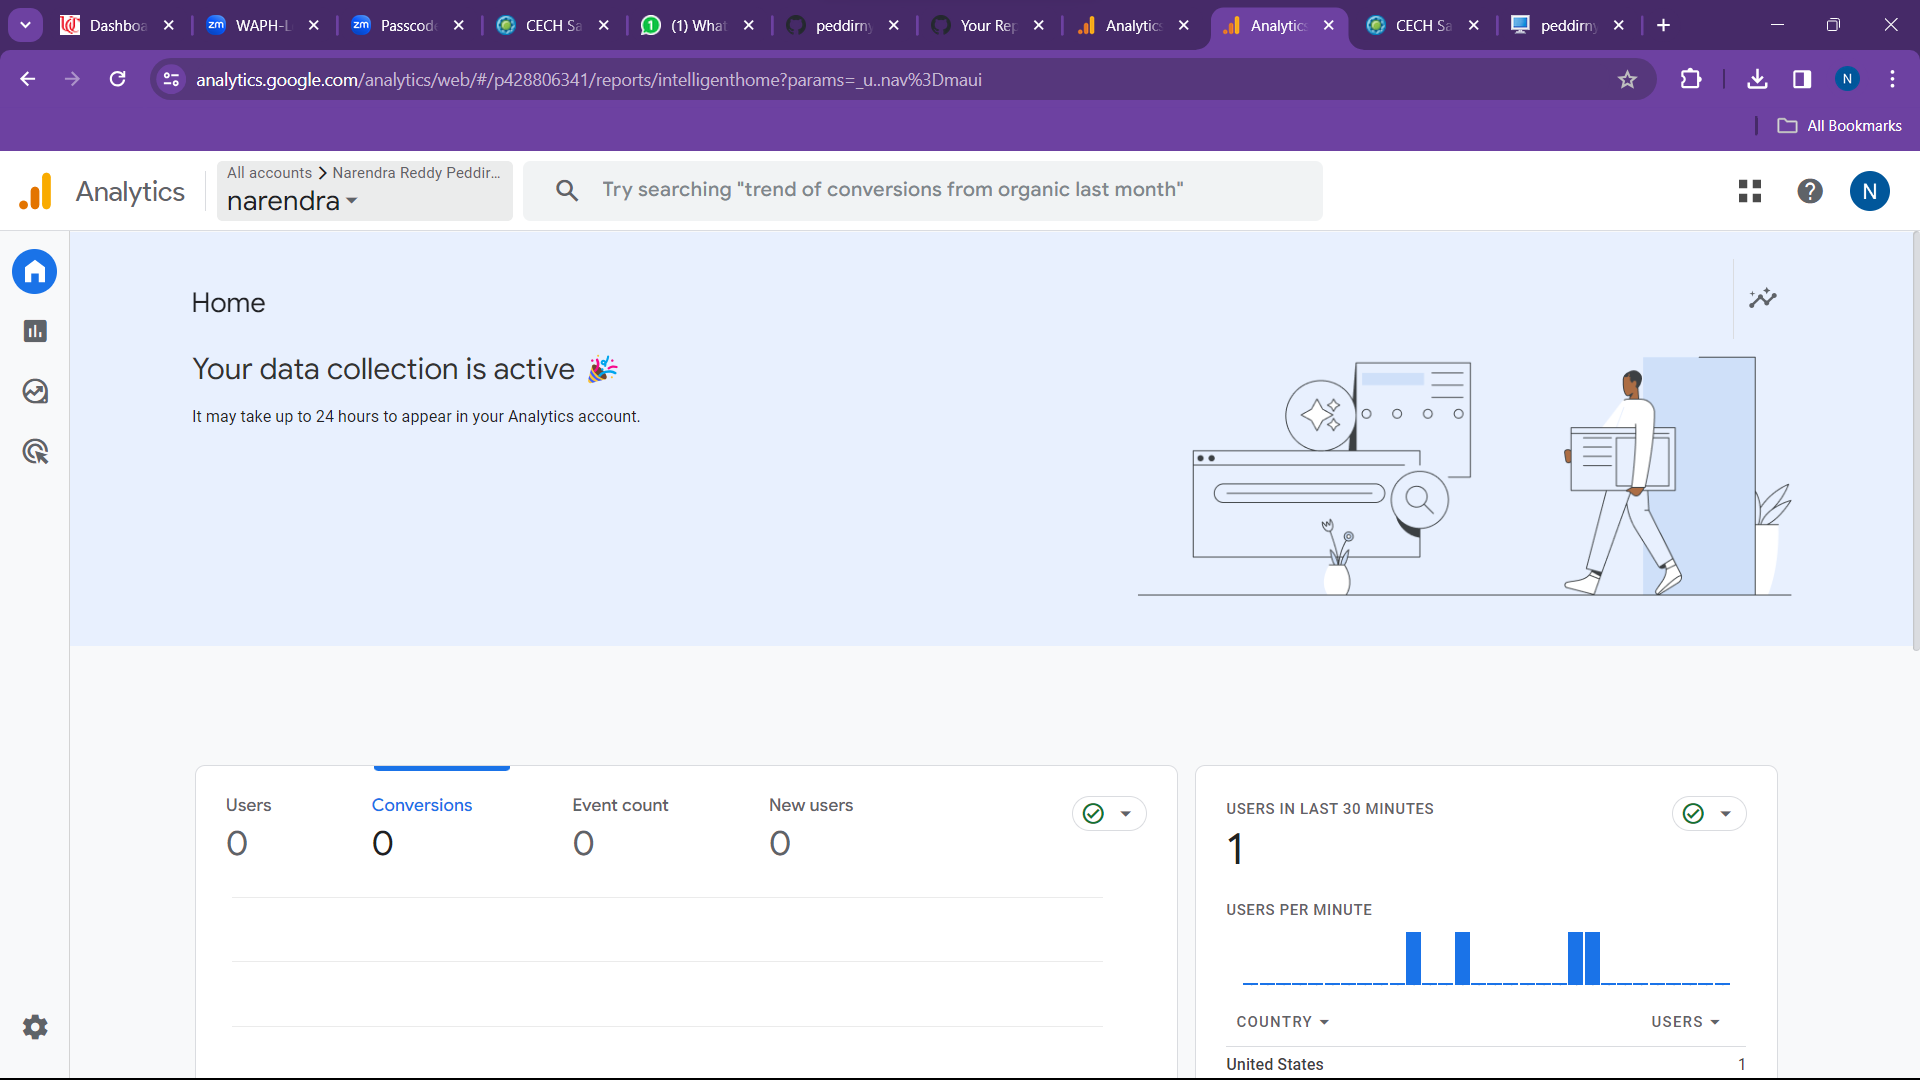 Dashboa
WAPH-L
Passcode
CECH Sa
(1) What
peddirny
Your Rep
Analytics
Analytics
CECH Sa
peddirny
analytics.google.com/analytics/web/#/p428806341/reports/intelligenthome?params=_u..nav%3Dmaui
N
All Bookmarks
Analytics
All accounts > Narendra Reddy Peddir...
narendra
Try searching "trend of conversions from organic last month"
N
Home
Your data collection is active 🎉
It may take up to 24 hours to appear in your Analytics account.
Users
0
Conversions
0
Event count
0
New users
0
USERS IN LAST 30 MINUTES
1
USERS PER MINUTE
COUNTRY USERS
United States 1